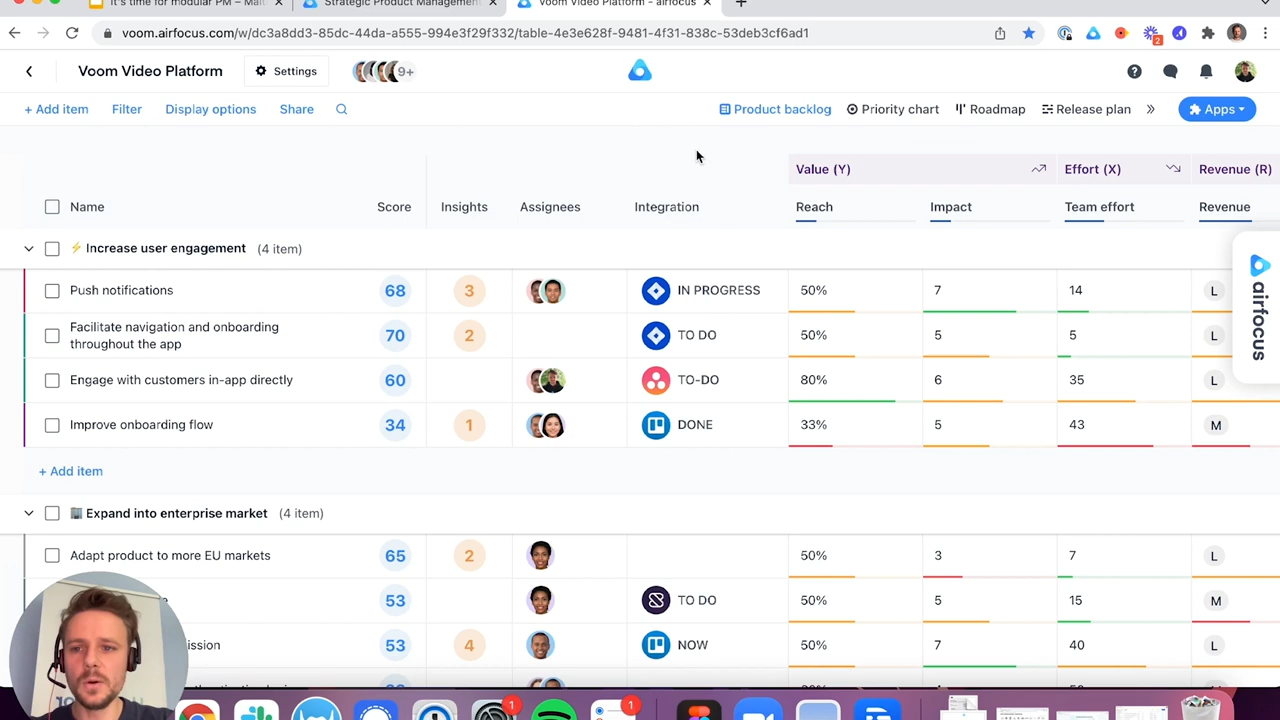 It's time for modular PM – Mait
Strategic Product Management
Voom Video Platform - airfocus
voom.airfocus.com/w/dc3a8dd3-85dc-44da-a555-994e3f29f332/table-4e3e628f-9481-4f31-838c-53deb3cf6ad1
2
Voom Video Platform
Settings
9+
+ Add item
Filter
Display options
Share
Product backlog
Priority chart
Roadmap
Release plan
Apps
Value (Y)
Effort (X)
Revenue (R)
Name
Score
Insights
Assignees
Integration
Reach
Impact
Team effort
Revenue
⚡ Increase user engagement (4 item)
Push notifications 68 3 IN PROGRESS 50% 7 14 L
Facilitate navigation and onboarding
throughout the app
70 2 TO DO 50% 5 5 L
Engage with customers in-app directly 60 TO-DO 80% 6 35 L
Improve onboarding flow 34 1 DONE 33% 5 43 M
+ Add item
Expand into enterprise market (4 item)
Adapt product to more EU markets 65 2 50% 3 7 L
53 TO DO 50% 5 15 M
ission 53 4 NOW 50% 7 40 L
airfocus
1
1